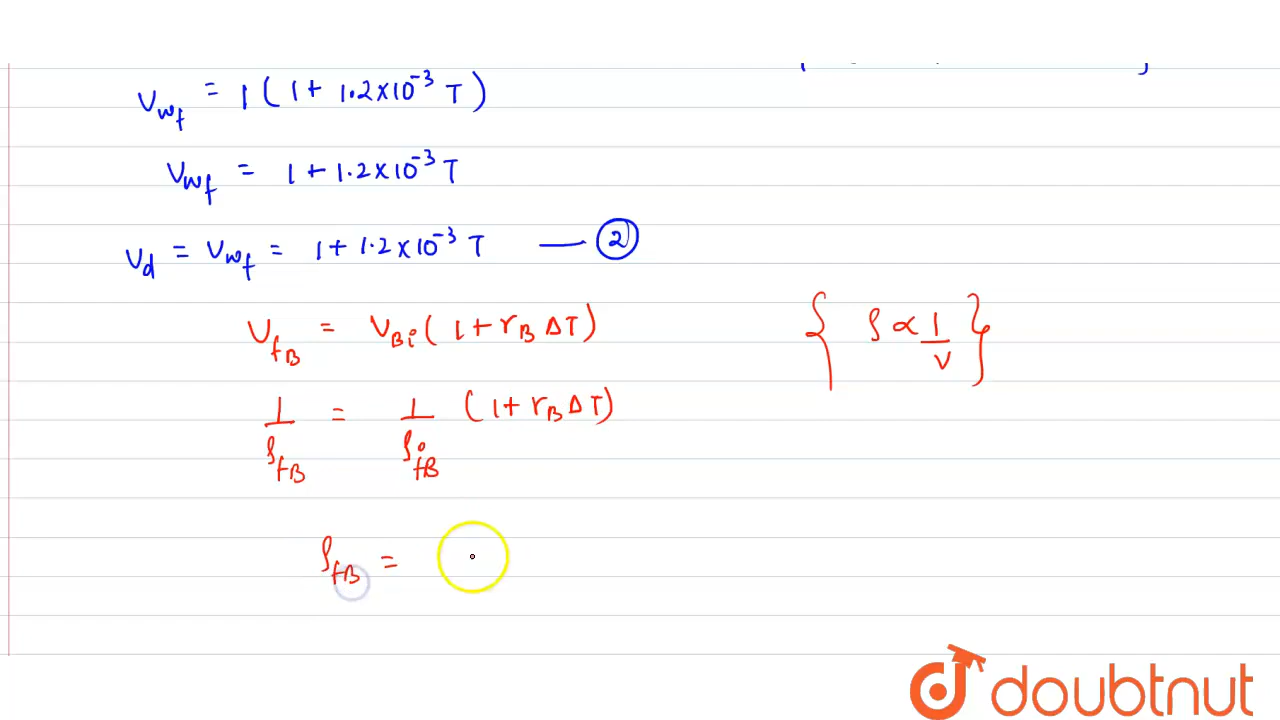 V_wf = 1 ( 1 + 1.2×10⁻³ T )
V_wf = 1 + 1.2×10⁻³ T
V_d = V_wf = 1 + 1.2×10⁻³ T — ②
V_fB = V_Bi ( 1 + r_B ΔT )
{ ρ ∝ 1/V }
1/ρ_fB = 1/ρⁱ_fB ( 1 + r_B ΔT )
ρ_fB =
doubtnut